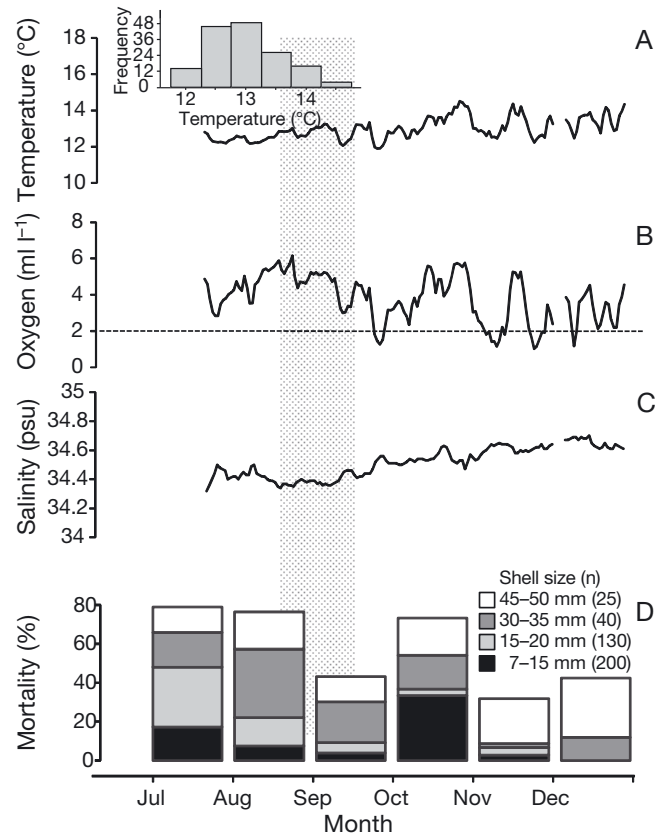 A
Temperature (°C)
18
16
14
12
10
Frequency
48
36
24
12
0
12 13 14
Temperature (°C)
B
Oxygen (ml l–1)
8
6
4
2
0
C
Salinity (psu)
35
34.8
34.6
34.4
34.2
34
D
Mortality (%)
80
60
40
20
0
Shell size (n)
45–50 mm (25)
30–35 mm (40)
15–20 mm (130)
7–15 mm (200)
Jul Aug Sep Oct Nov Dec
Month